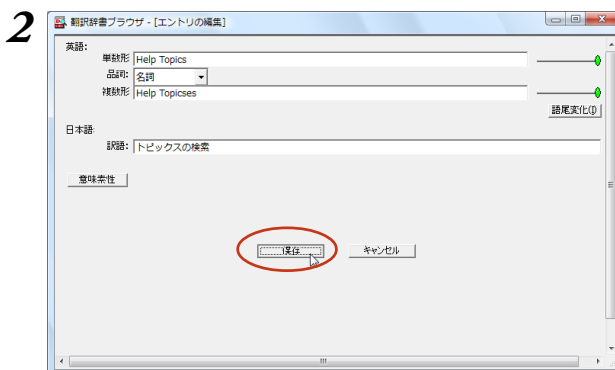 2
翻訳辞書ブラウザ - [エントリの編集]
英語:
単数形 Help Topics
品詞: 名詞
複数形 Help Topicses
語尾変化(I)
日本語:
訳語: トピックスの検索
意味素性
保存 キャンセル